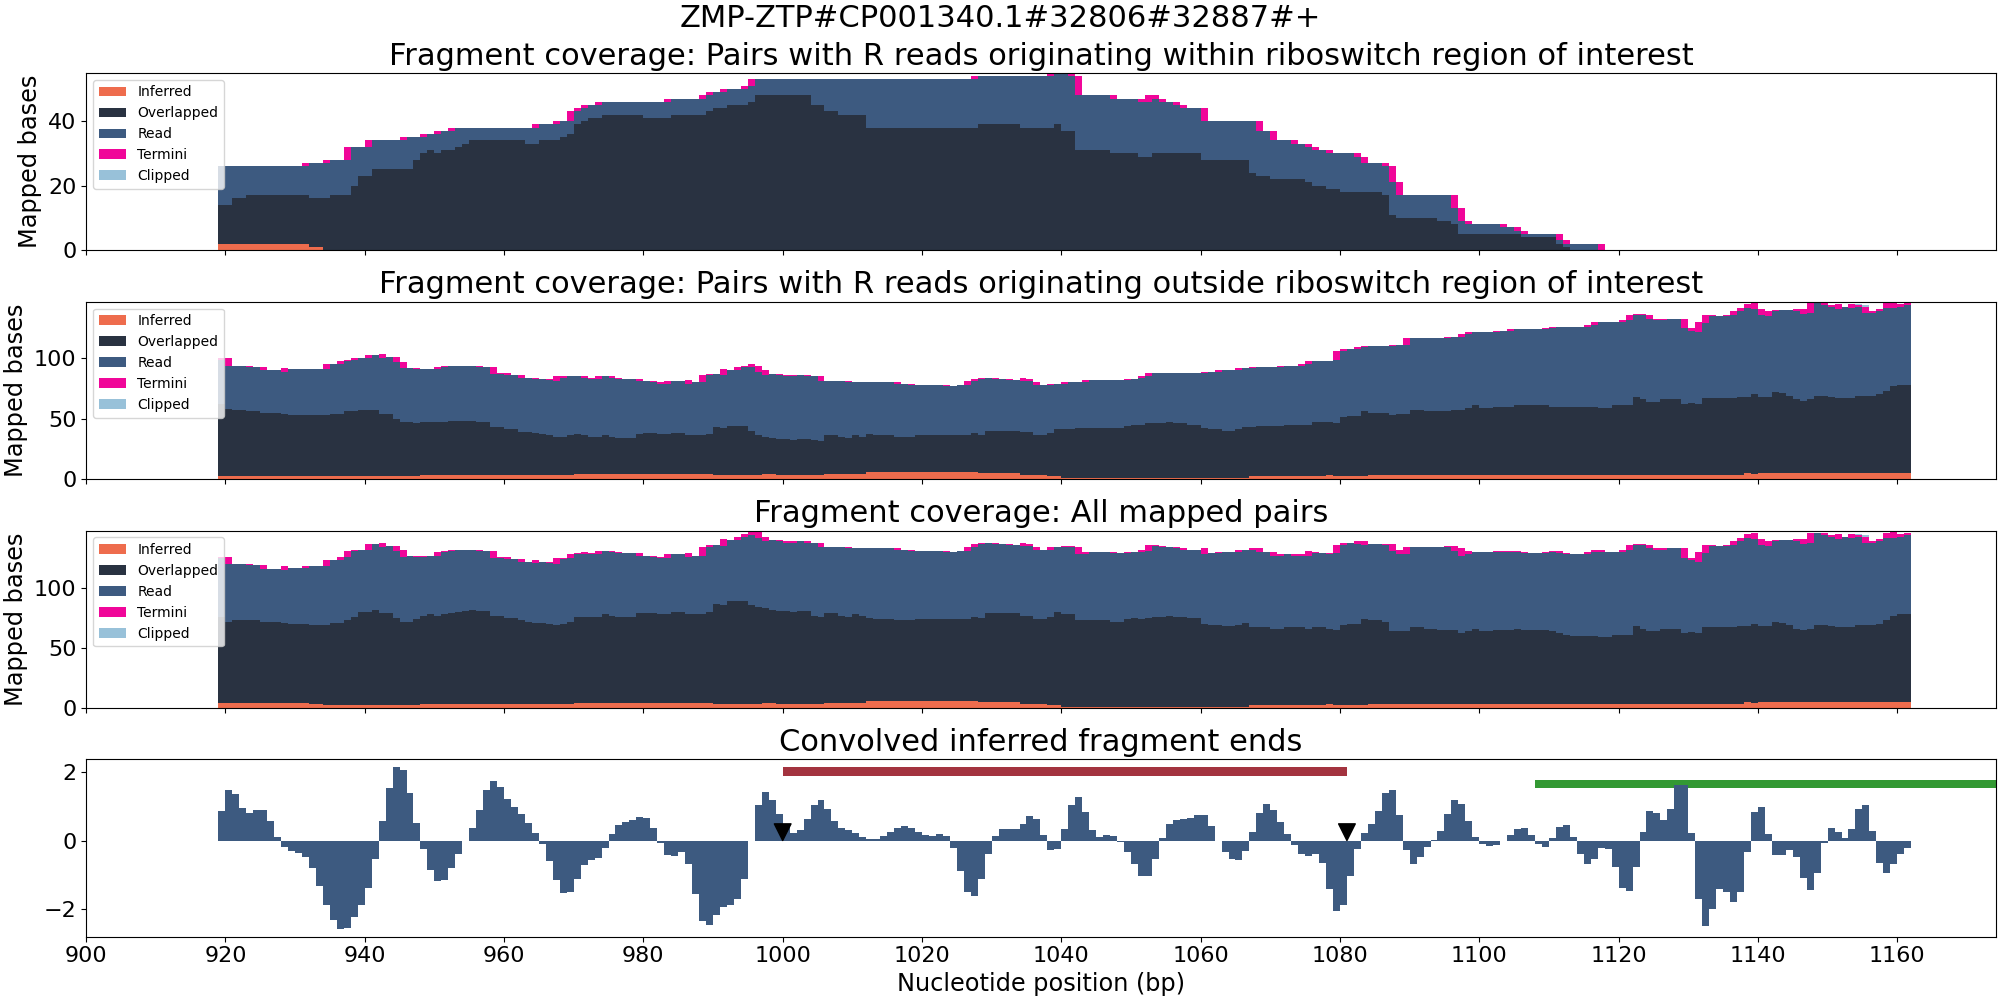 ZMP-ZTP#CP001340.1#32806#32887#+
Fragment coverage: Pairs with R reads originating within riboswitch region of interest
Mapped bases
40
20
0
Inferred
Overlapped
Read
Termini
Clipped
Fragment coverage: Pairs with R reads originating outside riboswitch region of interest
Mapped bases
100
50
0
Inferred
Overlapped
Read
Termini
Clipped
Fragment coverage: All mapped pairs
Mapped bases
100
50
0
Inferred
Overlapped
Read
Termini
Clipped
Convolved inferred fragment ends
2
0
−2
900 920 940 960 980 1000 1020 1040 1060 1080 1100 1120 1140 1160
Nucleotide position (bp)